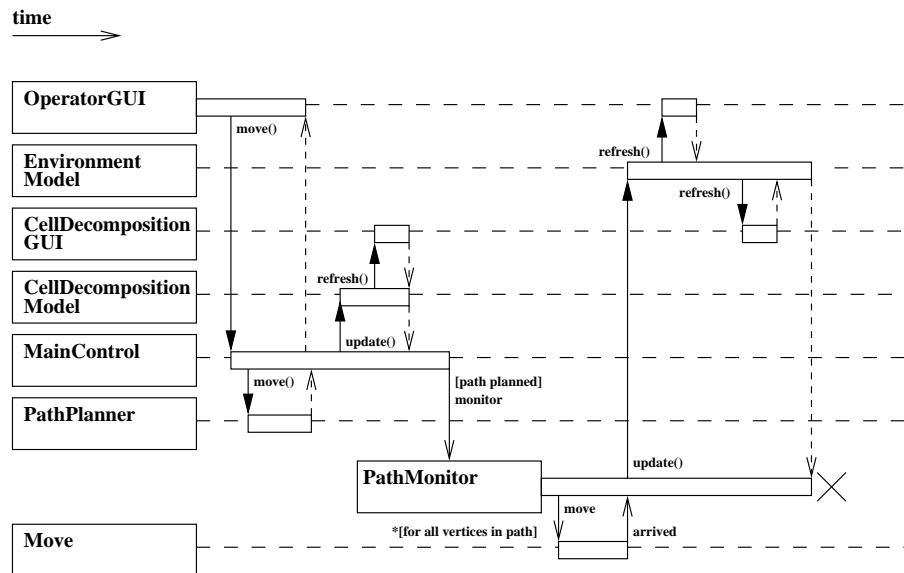 time
OperatorGUI
move()
Environment
Model
refresh()
refresh()
CellDecomposition
GUI
refresh()
CellDecomposition
Model
update()
MainControl
move()
[path planned]
monitor
PathPlanner
PathMonitor
update()
move
*[for all vertices in path]
arrived
Move